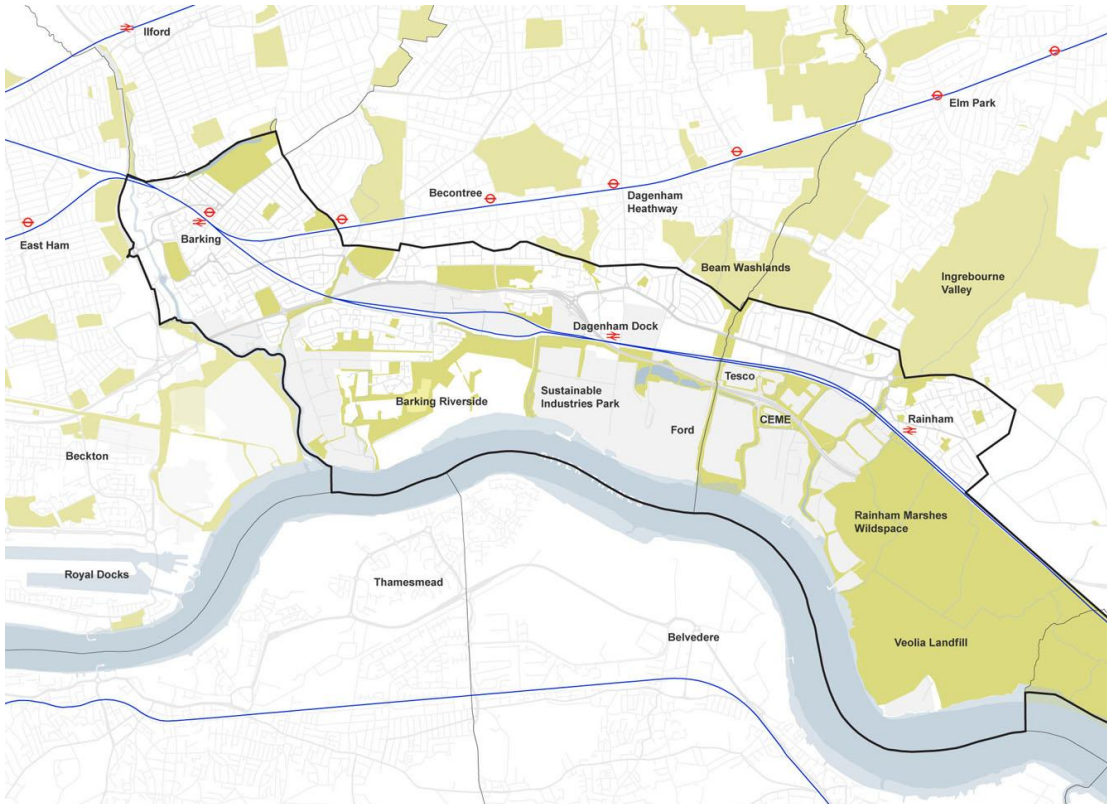 Ilford
Elm Park
Becontree
Dagenham
Heathway
East Ham
Barking
Beam Washlands
Ingrebourne
Valley
Dagenham Dock
Tesco
Barking Riverside
Sustainable
Industries Park
CEME
Ford
Rainham
Beckton
Rainham Marshes
Wildspace
Royal Docks
Thamesmead
Belvedere
Veolia Landfill